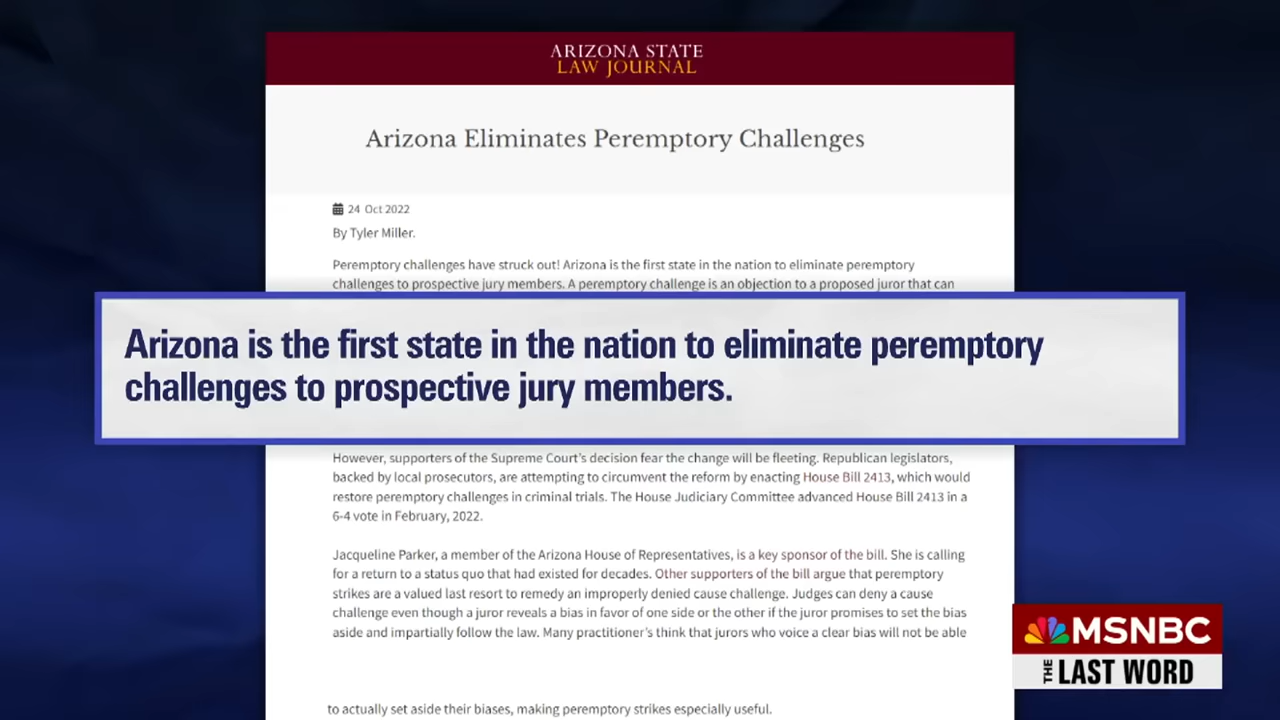 ARIZONA STATE
LAW JOURNAL
Arizona Eliminates Peremptory Challenges
24 Oct 2022
By Tyler Miller.
Peremptory challenges have struck out! Arizona is the first state in the nation to eliminate peremptory
challenges to prospective jury members. A peremptory challenge is an objection to a proposed juror that can
Arizona is the first state in the nation to eliminate peremptory
challenges to prospective jury members.
However, supporters of the Supreme Court's decision fear the change will be fleeting. Republican legislators,
backed by local prosecutors, are attempting to circumvent the reform by enacting House Bill 2413, which would
restore peremptory challenges in criminal trials. The House Judiciary Committee advanced House Bill 2413 in a
6-4 vote in February, 2022.
Jacqueline Parker, a member of the Arizona House of Representatives, is a key sponsor of the bill. She is calling
for a return to a status quo that had existed for decades. Other supporters of the bill argue that peremptory
strikes are a valued last resort to remedy an improperly denied cause challenge. Judges can deny a cause
challenge even though a juror reveals a bias in favor of one side or the other if the juror promises to set the bias
aside and impartially follow the law. Many practitioner's think that jurors who voice a clear bias will not be able
to actually set aside their biases, making peremptory strikes especially useful.
MSNBC
THE LAST WORD